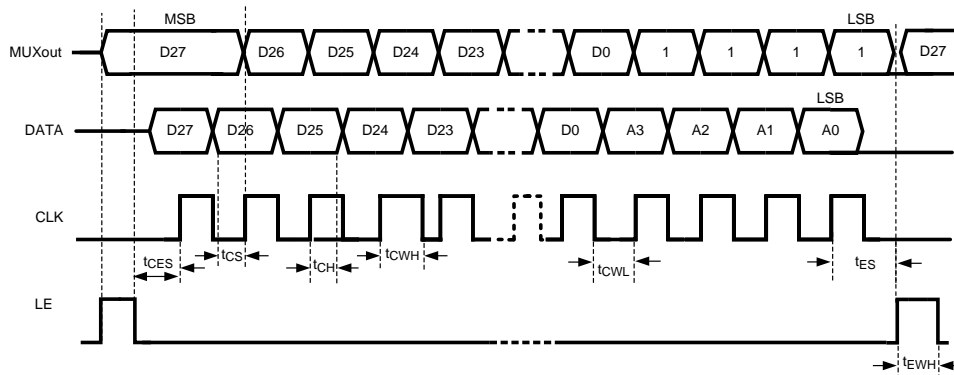 MSB LSB
MUXout D27 D26 D25 D24 D23 D0 1 1 1 1 D27
LSB
DATA D27 D26 D25 D24 D23 D0 A3 A2 A1 A0
CLK
tCES tCS tCH tCWH tCWL tES
LE
tEWH